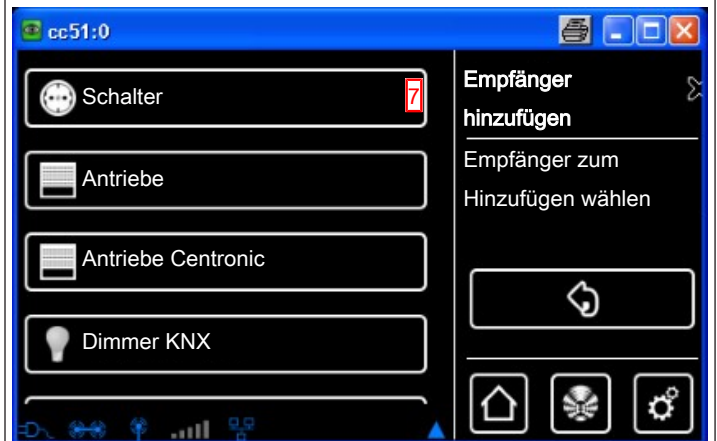 cc51:0
Schalter 7
Antriebe
Antriebe Centronic
Dimmer KNX
Empfänger
hinzufügen
Empfänger zum
Hinzufügen wählen